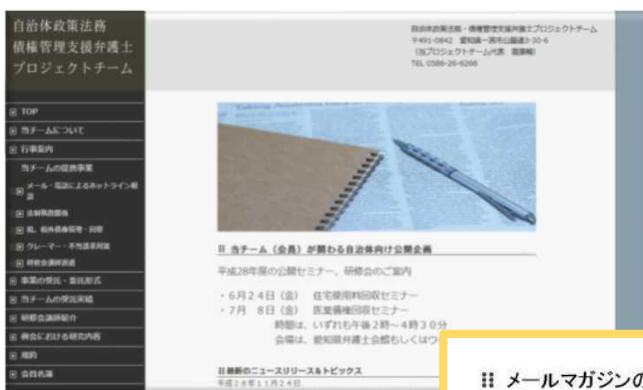 自治体政策法務
債権管理支援弁護士
プロジェクトチーム
自治体政策法務・債権管理支援弁護士プロジェクトチーム
〒491-0842 愛知県一宮市公園通3-30-6
TEL 0586-26-6266
TOP
当チームについて
行事案内
当チームの提供事業
メール・電話によるホットライン相談
法制執務関係
税、税外債権管理・回収
クレーマー・不当請求対策
研修会講師派遣
事業の受託・委託形式
当チームの受託実績
研修会講師紹介
例会における研究内容
規約
会員名簿
当チーム(会員)が関わる自治体向け公開企画
平成28年度の公開セミナー、研修会のご案内
・6月24日(金) 住宅使用料回収セミナー
・7月 8日(金) 医業債権回収セミナー
時間は、いずれも午後2時~4時30分
会場は、愛知県弁護士会館もしくはつ
最新のニュースリリース&トピックス
平成28年11月24日
メールマガジンの